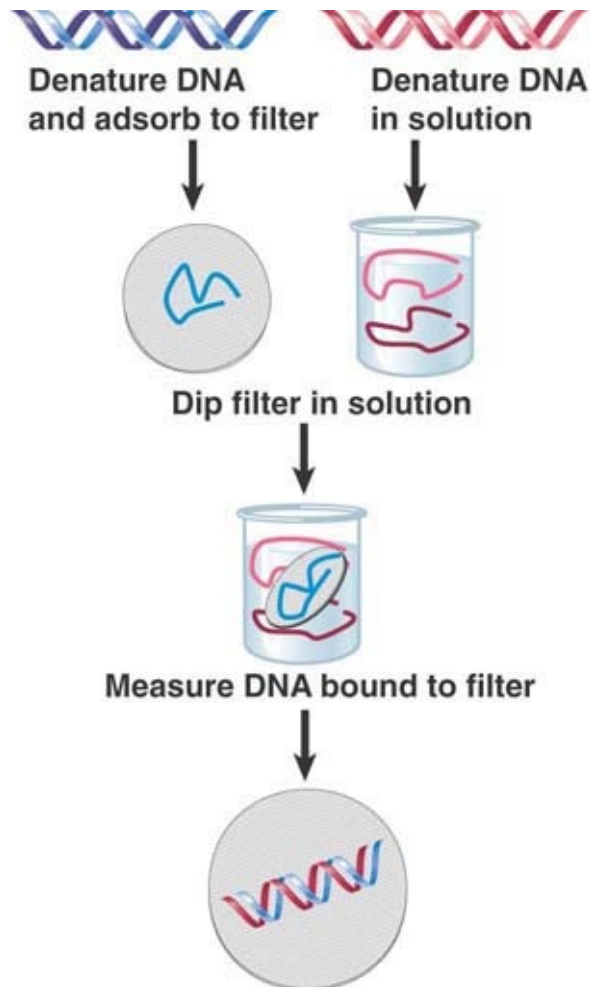 Denature DNA
and adsorb to filter
Denature DNA
in solution
Dip filter in solution
Measure DNA bound to filter